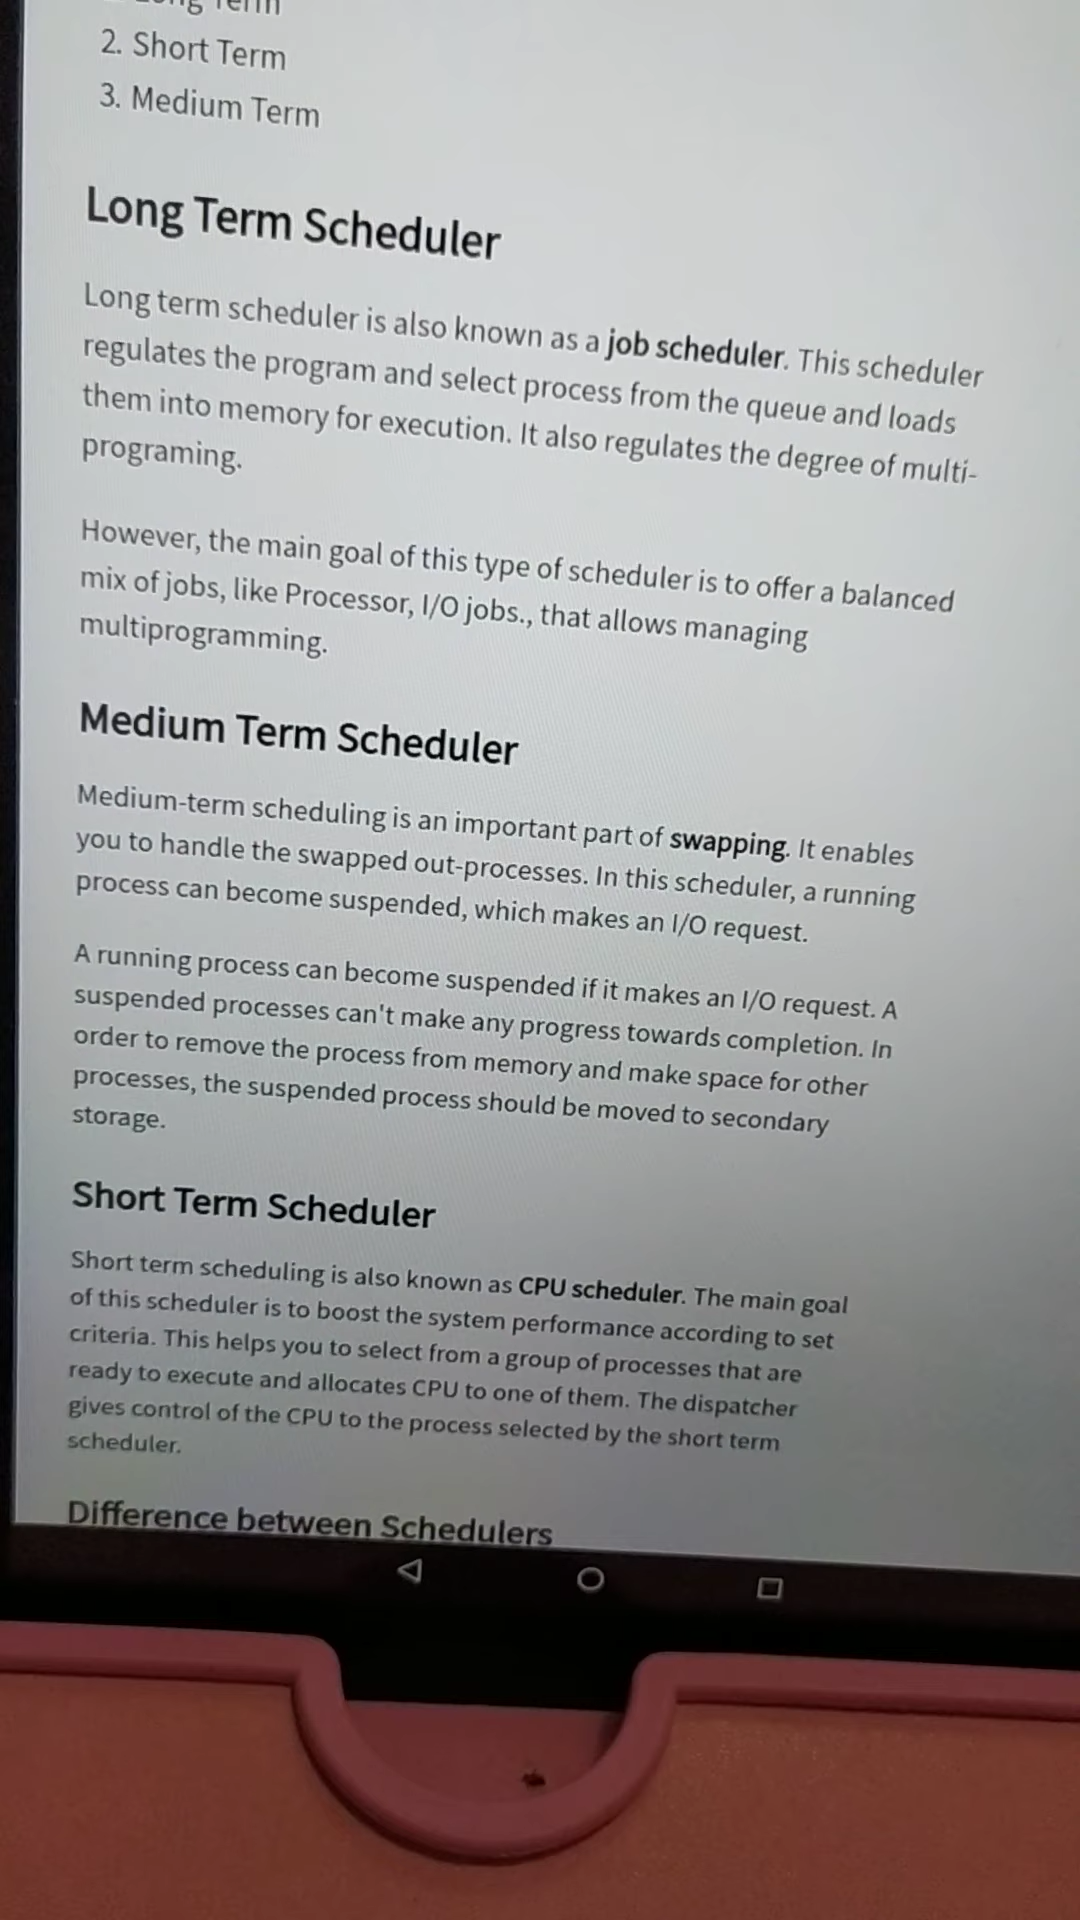 Long Term
2. Short Term
3. Medium Term
Long Term Scheduler
Long term scheduler is also known as a job scheduler. This scheduler
regulates the program and select process from the queue and loads
them into memory for execution. It also regulates the degree of multi-
programing.
However, the main goal of this type of scheduler is to offer a balanced
mix of jobs, like Processor, I/O jobs., that allows managing
multiprogramming.
Medium Term Scheduler
Medium-term scheduling is an important part of swapping. It enables
you to handle the swapped out-processes. In this scheduler, a running
process can become suspended, which makes an I/O request.
A running process can become suspended if it makes an I/O request. A
suspended processes can't make any progress towards completion. In
order to remove the process from memory and make space for other
processes, the suspended process should be moved to secondary
storage.
Short Term Scheduler
Short term scheduling is also known as CPU scheduler. The main goal
of this scheduler is to boost the system performance according to set
criteria. This helps you to select from a group of processes that are
ready to execute and allocates CPU to one of them. The dispatcher
gives control of the CPU to the process selected by the short term
scheduler.
Difference between Schedulers